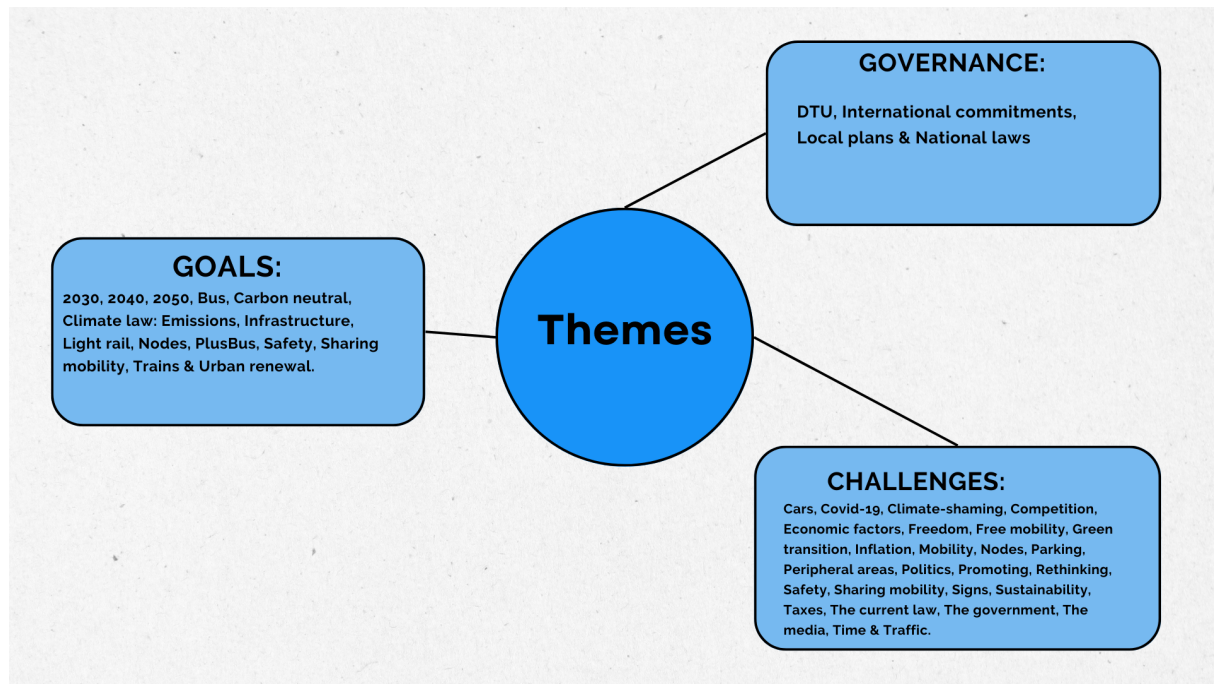 GOVERNANCE:
DTU, International commitments,
Local plans & National laws
GOALS:
2030, 2040, 2050, Bus, Carbon neutral,
Climate law: Emissions, Infrastructure,
Light rail, Nodes, PlusBus, Safety, Sharing
mobility, Trains & Urban renewal.
Themes
CHALLENGES:
Cars, Covid-19, Climate-shaming, Competition,
Economic factors, Freedom, Free mobility, Green
transition, Inflation, Mobility, Nodes, Parking,
Peripheral areas, Politics, Promoting, Rethinking,
Safety, Sharing mobility, Signs, Sustainability,
Taxes, The current law, The government, The
media, Time & Traffic.